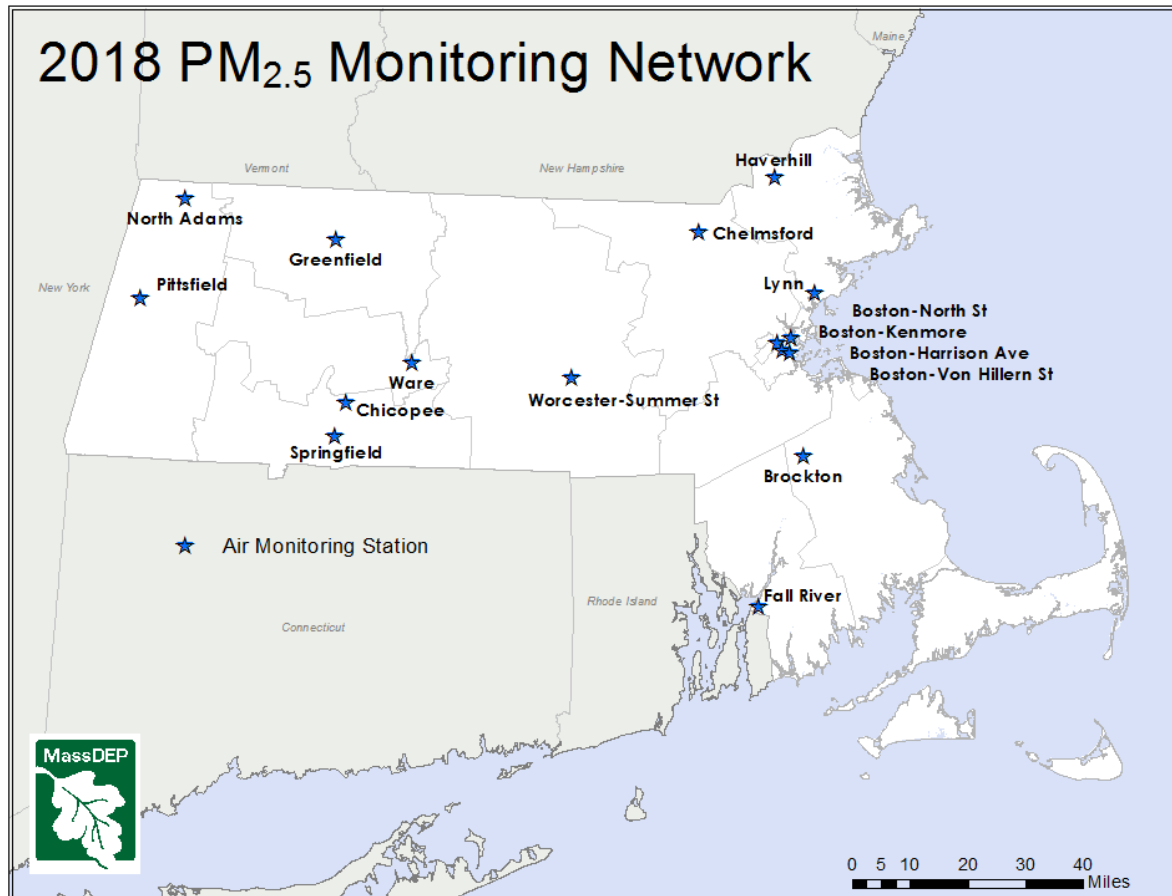 2018 PM2.5 Monitoring Network
Maine
Vermont
New Hampshire
Haverhill
North Adams
Chelmsford
Greenfield
New York
Pittsfield
Lynn
Boston-North St
Boston-Kenmore
Boston-Harrison Ave
Ware
Boston-Von Hillern St
Chicopee
Worcester-Summer St
Springfield
Brockton
Air Monitoring Station
Fall River
Rhode Island
Connecticut
MassDEP
0 5 10 20 30 40
Miles